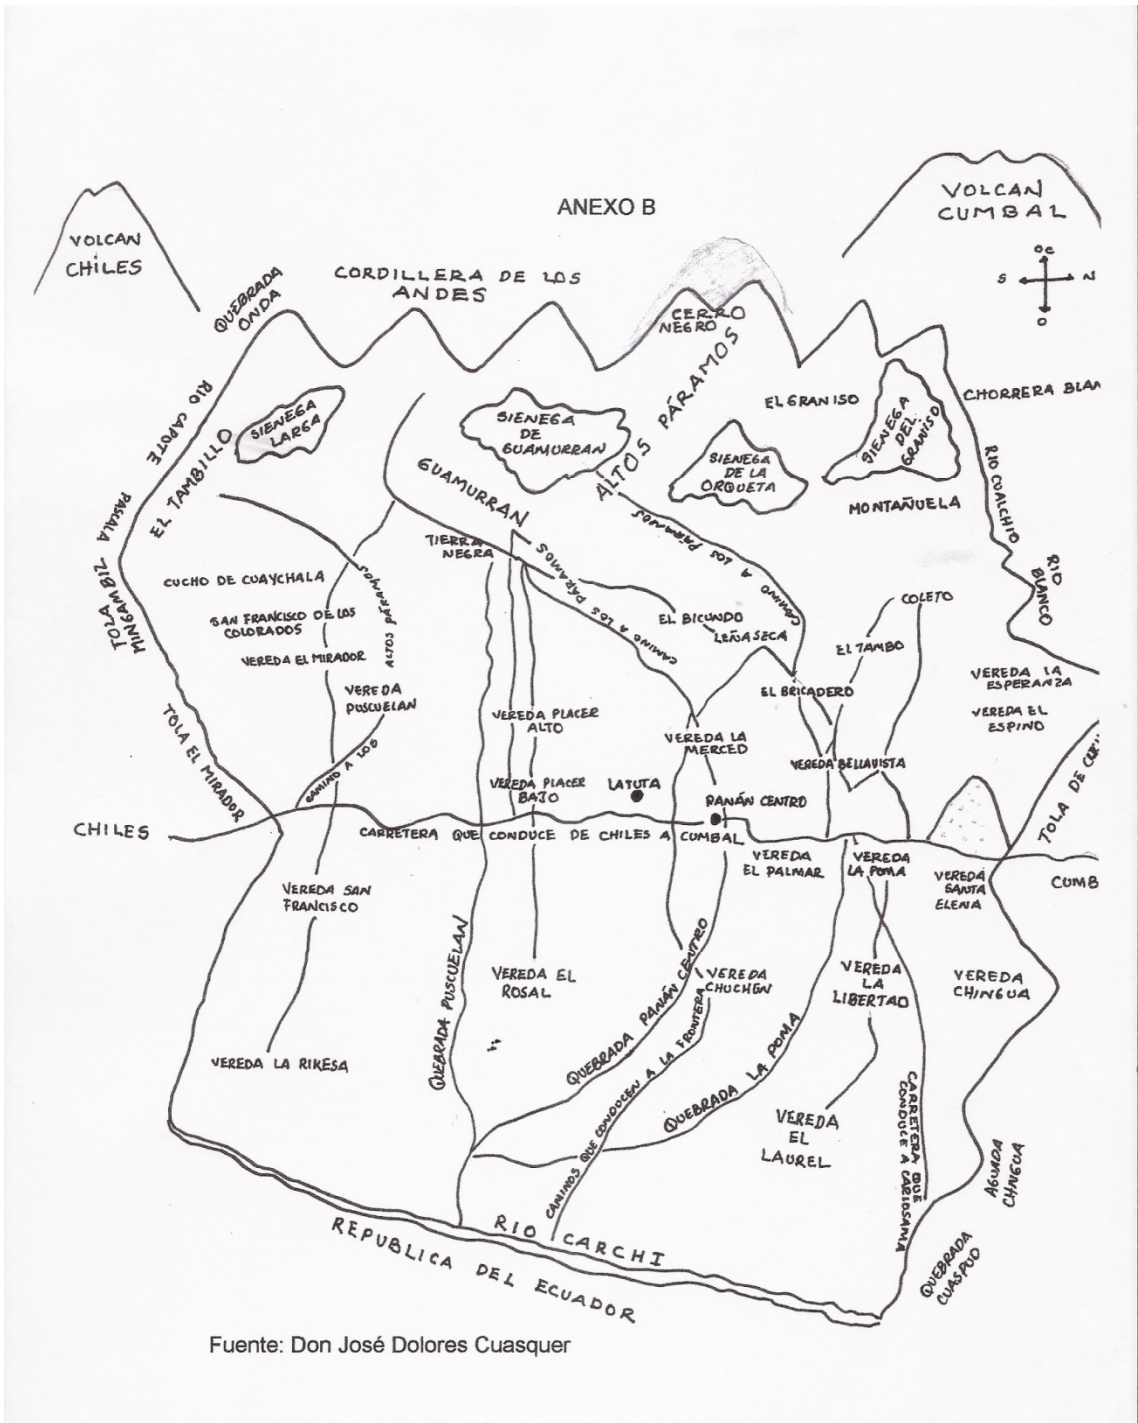 ANEXO B
VOLCAN
CHILES
VOLCAN
CUMBAL
Oe
S
N
O
QUEBRADA
ONDA
CORDILLERA DE LOS
ANDES
CERRO
NEGRO
RIO CAPOTE
EL TAMBILLO
SIENEGA
LARGA
SIENEGA
DE
GUAMURRAN
ALTOS PÁRAMOS
EL GRANISO
SIENEGA
DEL
GRANISO
CHORRERA BLAN
SIENEGA
DE LA
ORQUETA
MONTAÑUELA
RIO CUALCHIO
RIO
BLANCO
GUAMURRAN
TIERRA
NEGRA
CAMINO A LOS PÁRAMOS
CAMINO A LOS PÁRAMOS
TOLA BIZ PASCALA
MINGAMBIZ
CUCHO DE CUAYCHALA
SAN FRANCISCO DE LOS
COLORADOS
VEREDA EL MIRADOR
VEREDA
PUSCUELAN
CAMINO A LOS
ALTOS PÁRAMOS
EL BICUNDO
LEÑASECA
COLETO
EL TAMBO
EL BRICADERO
VEREDA LA
ESPERANZA
VEREDA EL
ESPINO
TOLA EL MIRADOR
VEREDA PLACER
ALTO
VEREDA LA
MERCED
VEREDA BELLAVISTA
VEREDA PLACER
BAJO
LA TUTA
PANÁN CENTRO
TOLA DE
CHILES
CARRETERA QUE CONDUCE DE CHILES A CUMBAL
VEREDA
EL PALMAR
VEREDA
LA POMA
VEREDA
SANTA
ELENA
CUMB
VEREDA SAN
FRANCISCO
VEREDA EL
ROSAL
VEREDA
CHUCHEN
VEREDA
LA
LIBERTAD
VEREDA
CHINGUA
QUEBRADA PUSCUELAN
QUEBRADA PANÁN CENTRO
CAMINOS QUE CONDUCEN A LA FRONTERA
QUEBRADA LA POMA
VEREDA LA RIKESA
VEREDA
EL
LAUREL
CARRETERA QUE
CONDUCE A CARLOSAMA
AGUADA
CHNGUA
QUEBRADA
CUASPUD
RIO CARCHI
REPUBLICA DEL ECUADOR
Fuente: Don José Dolores Cuasquer